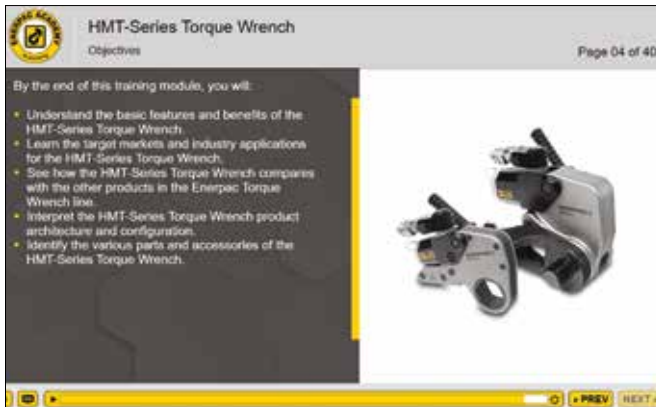 ENERPAC ACADEMY
HMT-Series Torque Wrench
Objectives
Page 04 of 40
By the end of this training module, you will:
• Understand the basic features and benefits of the
HMT-Series Torque Wrench.
• Learn the target markets and industry applications
for the HMT-Series Torque Wrench.
• See how the HMT-Series Torque Wrench compares
with the other products in the Enerpac Torque
Wrench line.
• Interpret the HMT-Series Torque Wrench product
architecture and configuration.
• Identify the various parts and accessories of the
HMT-Series Torque Wrench.
PREV
NEXT